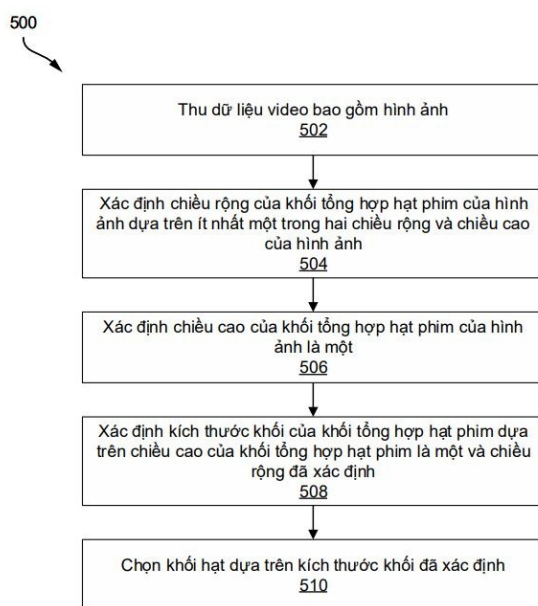 500
Thu dữ liệu video bao gồm hình ảnh
502
Xác định chiều rộng của khối tổng hợp hạt phim của hình
ảnh dựa trên ít nhất một trong hai chiều rộng và chiều cao
của hình ảnh
504
Xác định chiều cao của khối tổng hợp hạt phim của hình
ảnh là một
506
Xác định kích thước khối của khối tổng hợp hạt phim dựa
trên chiều cao của khối tổng hợp hạt phim là một và chiều
rộng đã xác định
508
Chọn khối hạt dựa trên kích thước khối đã xác định
510